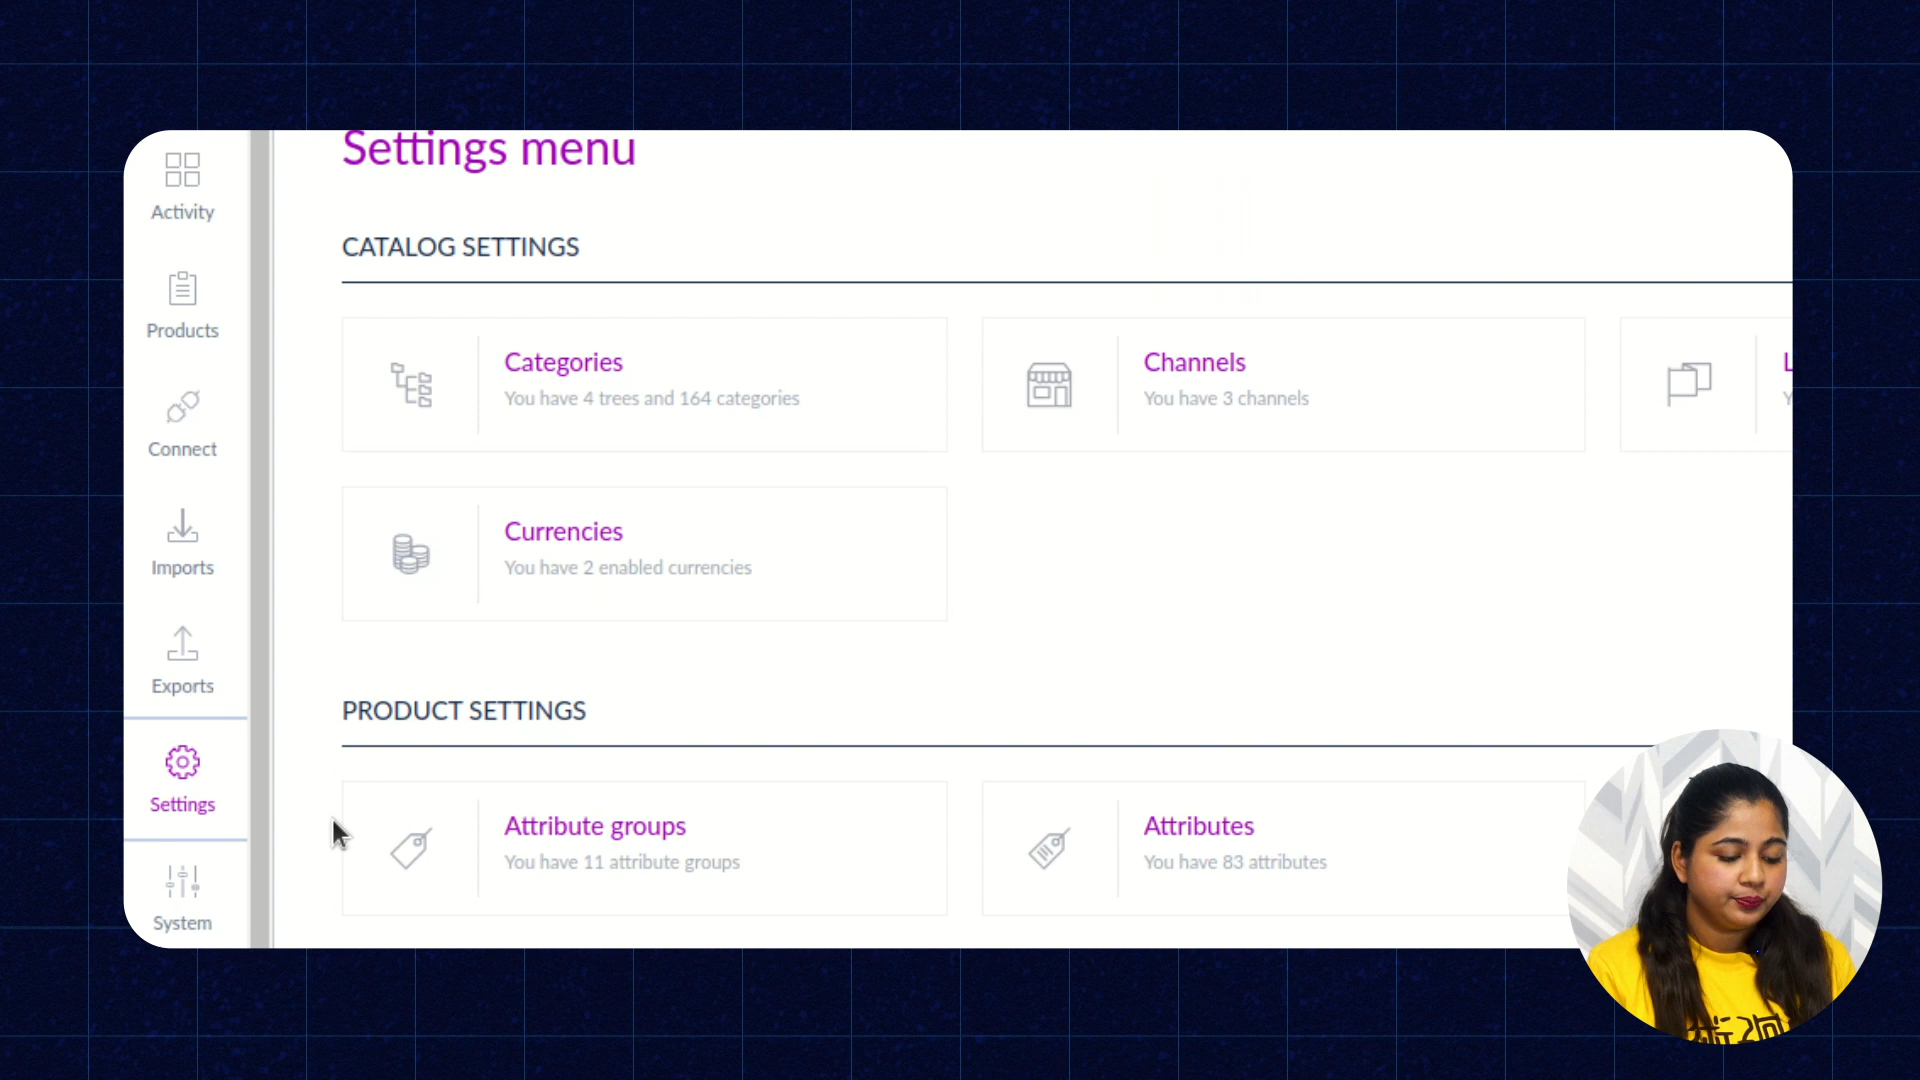 Settings menu
Activity
Products
Connect
Imports
Exports
Settings
System
CATALOG SETTINGS
Categories
You have 4 trees and 164 categories
Channels
You have 3 channels
L
Y
Currencies
You have 2 enabled currencies
PRODUCT SETTINGS
Attribute groups
You have 11 attribute groups
Attributes
You have 83 attributes